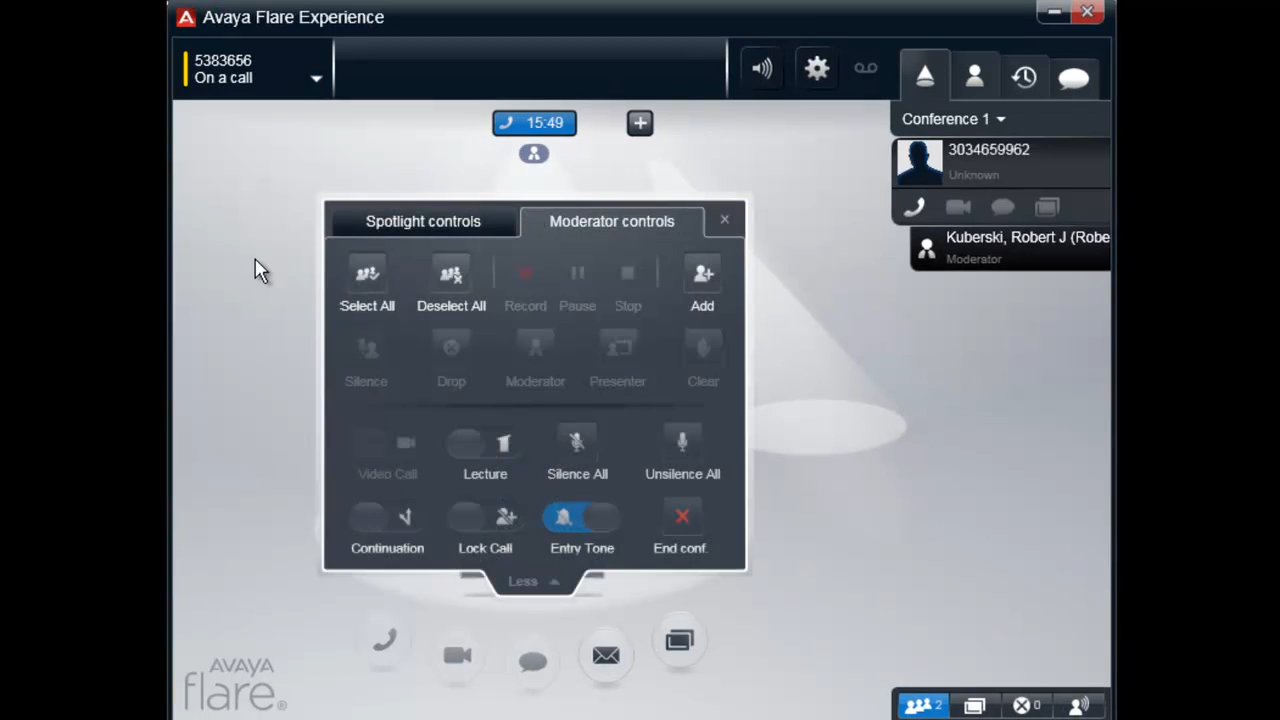 Avaya Flare Experience
5383656
On a call
15:49
Conference 1
3034659962
Unknown
Kuberski, Robert J (Robe
Moderator
Spotlight controls
Moderator controls
Select All
Deselect All
Record
Pause
Stop
Add
Silence
Drop
Moderator
Presenter
Clear
Video Call
Lecture
Silence All
Unsilence All
Continuation
Lock Call
Entry Tone
End conf.
Less
AVAYA
flare®
2
0